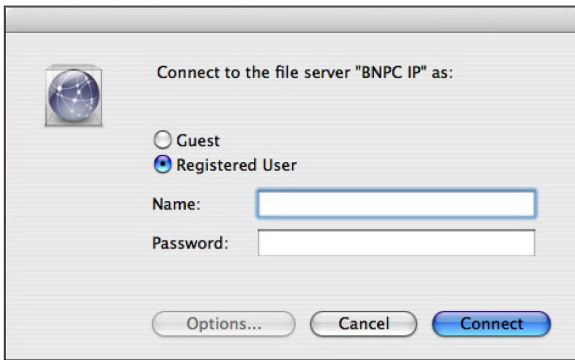 Connect to the file server "BNPC IP" as:
Guest
Registered User
Name:
Password:
Options... Cancel Connect